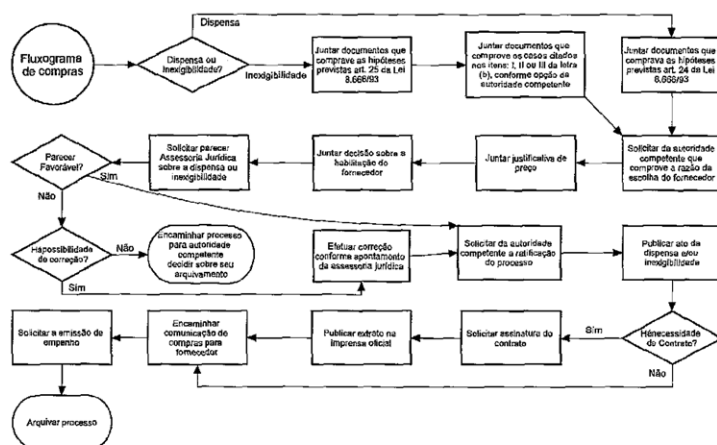 Dispensa
Fluxograma
de compras
Dispensa ou
Inexigibilidade?
Inexigibilidade
Juntar documentos que
comprove as hipóteses
previstas art. 25 da Lei
8.666/93
Juntar documentos que
comprove os casos citados
nos itens: I, II ou III da letra
(b), conforme opção da
autoridade competente
Juntar documentos que
comprova as hipóteses
previstas art. 24 da Lei
8.666/93
Parecer
Favorável?
Sim
Não
Solicitar parecer
Assessoria Jurídica
sobre a dispensa ou
inexigibilidade
Juntar decisão sobre a
habilitação do
fornecedor
Juntar justificativa de
preço
Solicitar da autoridade
competente que
comprove a razão da
escolha do fornecedor
Hápossibilidade
de correção?
Não
Sim
Encaminhar processo
para autoridade
competente
decidir sobre seu
arquivamento
Efetuar correção
conforme apontamento
da assessoria jurídica
Solicitar da autoridade
competente a ratificação
do processo
Publicar ato da
dispensa e/ou
inexigibilidade
Solicitar a emissão de
empenho
Encaminhar
comunicação de
compras para
fornecedor
Publicar extrato na
imprensa oficial
Solicitar assinatura do
contrato
Sim
Hánecessidade
de Contrato?
Não
Arquivar processo